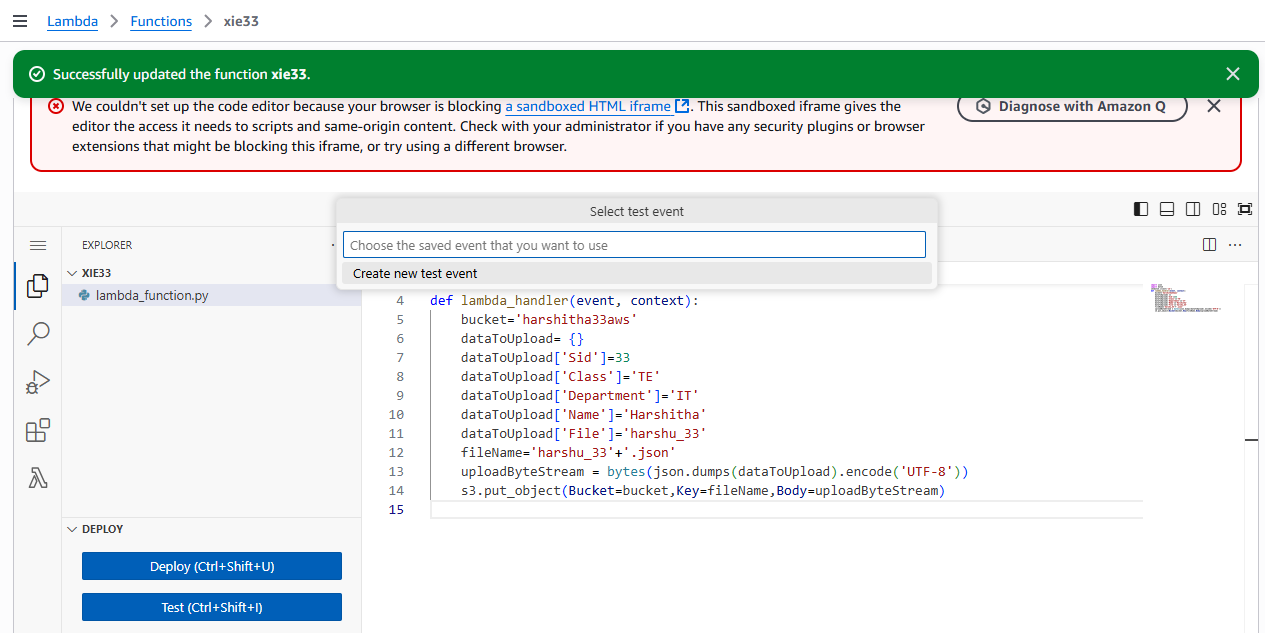 Lambda > Functions > xie33
Successfully updated the function xie33.
We couldn't set up the code editor because your browser is blocking a sandboxed HTML iframe. This sandboxed iframe gives the
editor the access it needs to scripts and same-origin content. Check with your administrator if you have any security plugins or browser
extensions that might be blocking this iframe, or try using a different browser.
Diagnose with Amazon Q
Select test event
Choose the saved event that you want to use
Create new test event
EXPLORER
XIE33
lambda_function.py
4 def lambda_handler(event, context):
5 bucket='harshitha33aws'
6 dataToUpload= {}
7 dataToUpload['Sid']=33
8 dataToUpload['Class']='TE'
9 dataToUpload['Department']='IT'
10 dataToUpload['Name']='Harshitha'
11 dataToUpload['File']='harshu_33'
12 fileName='harshu_33'+'.json'
13 uploadByteStream = bytes(json.dumps(dataToUpload).encode('UTF-8'))
14 s3.put_object(Bucket=bucket,Key=fileName,Body=uploadByteStream)
15
DEPLOY
Deploy (Ctrl+Shift+U)
Test (Ctrl+Shift+I)